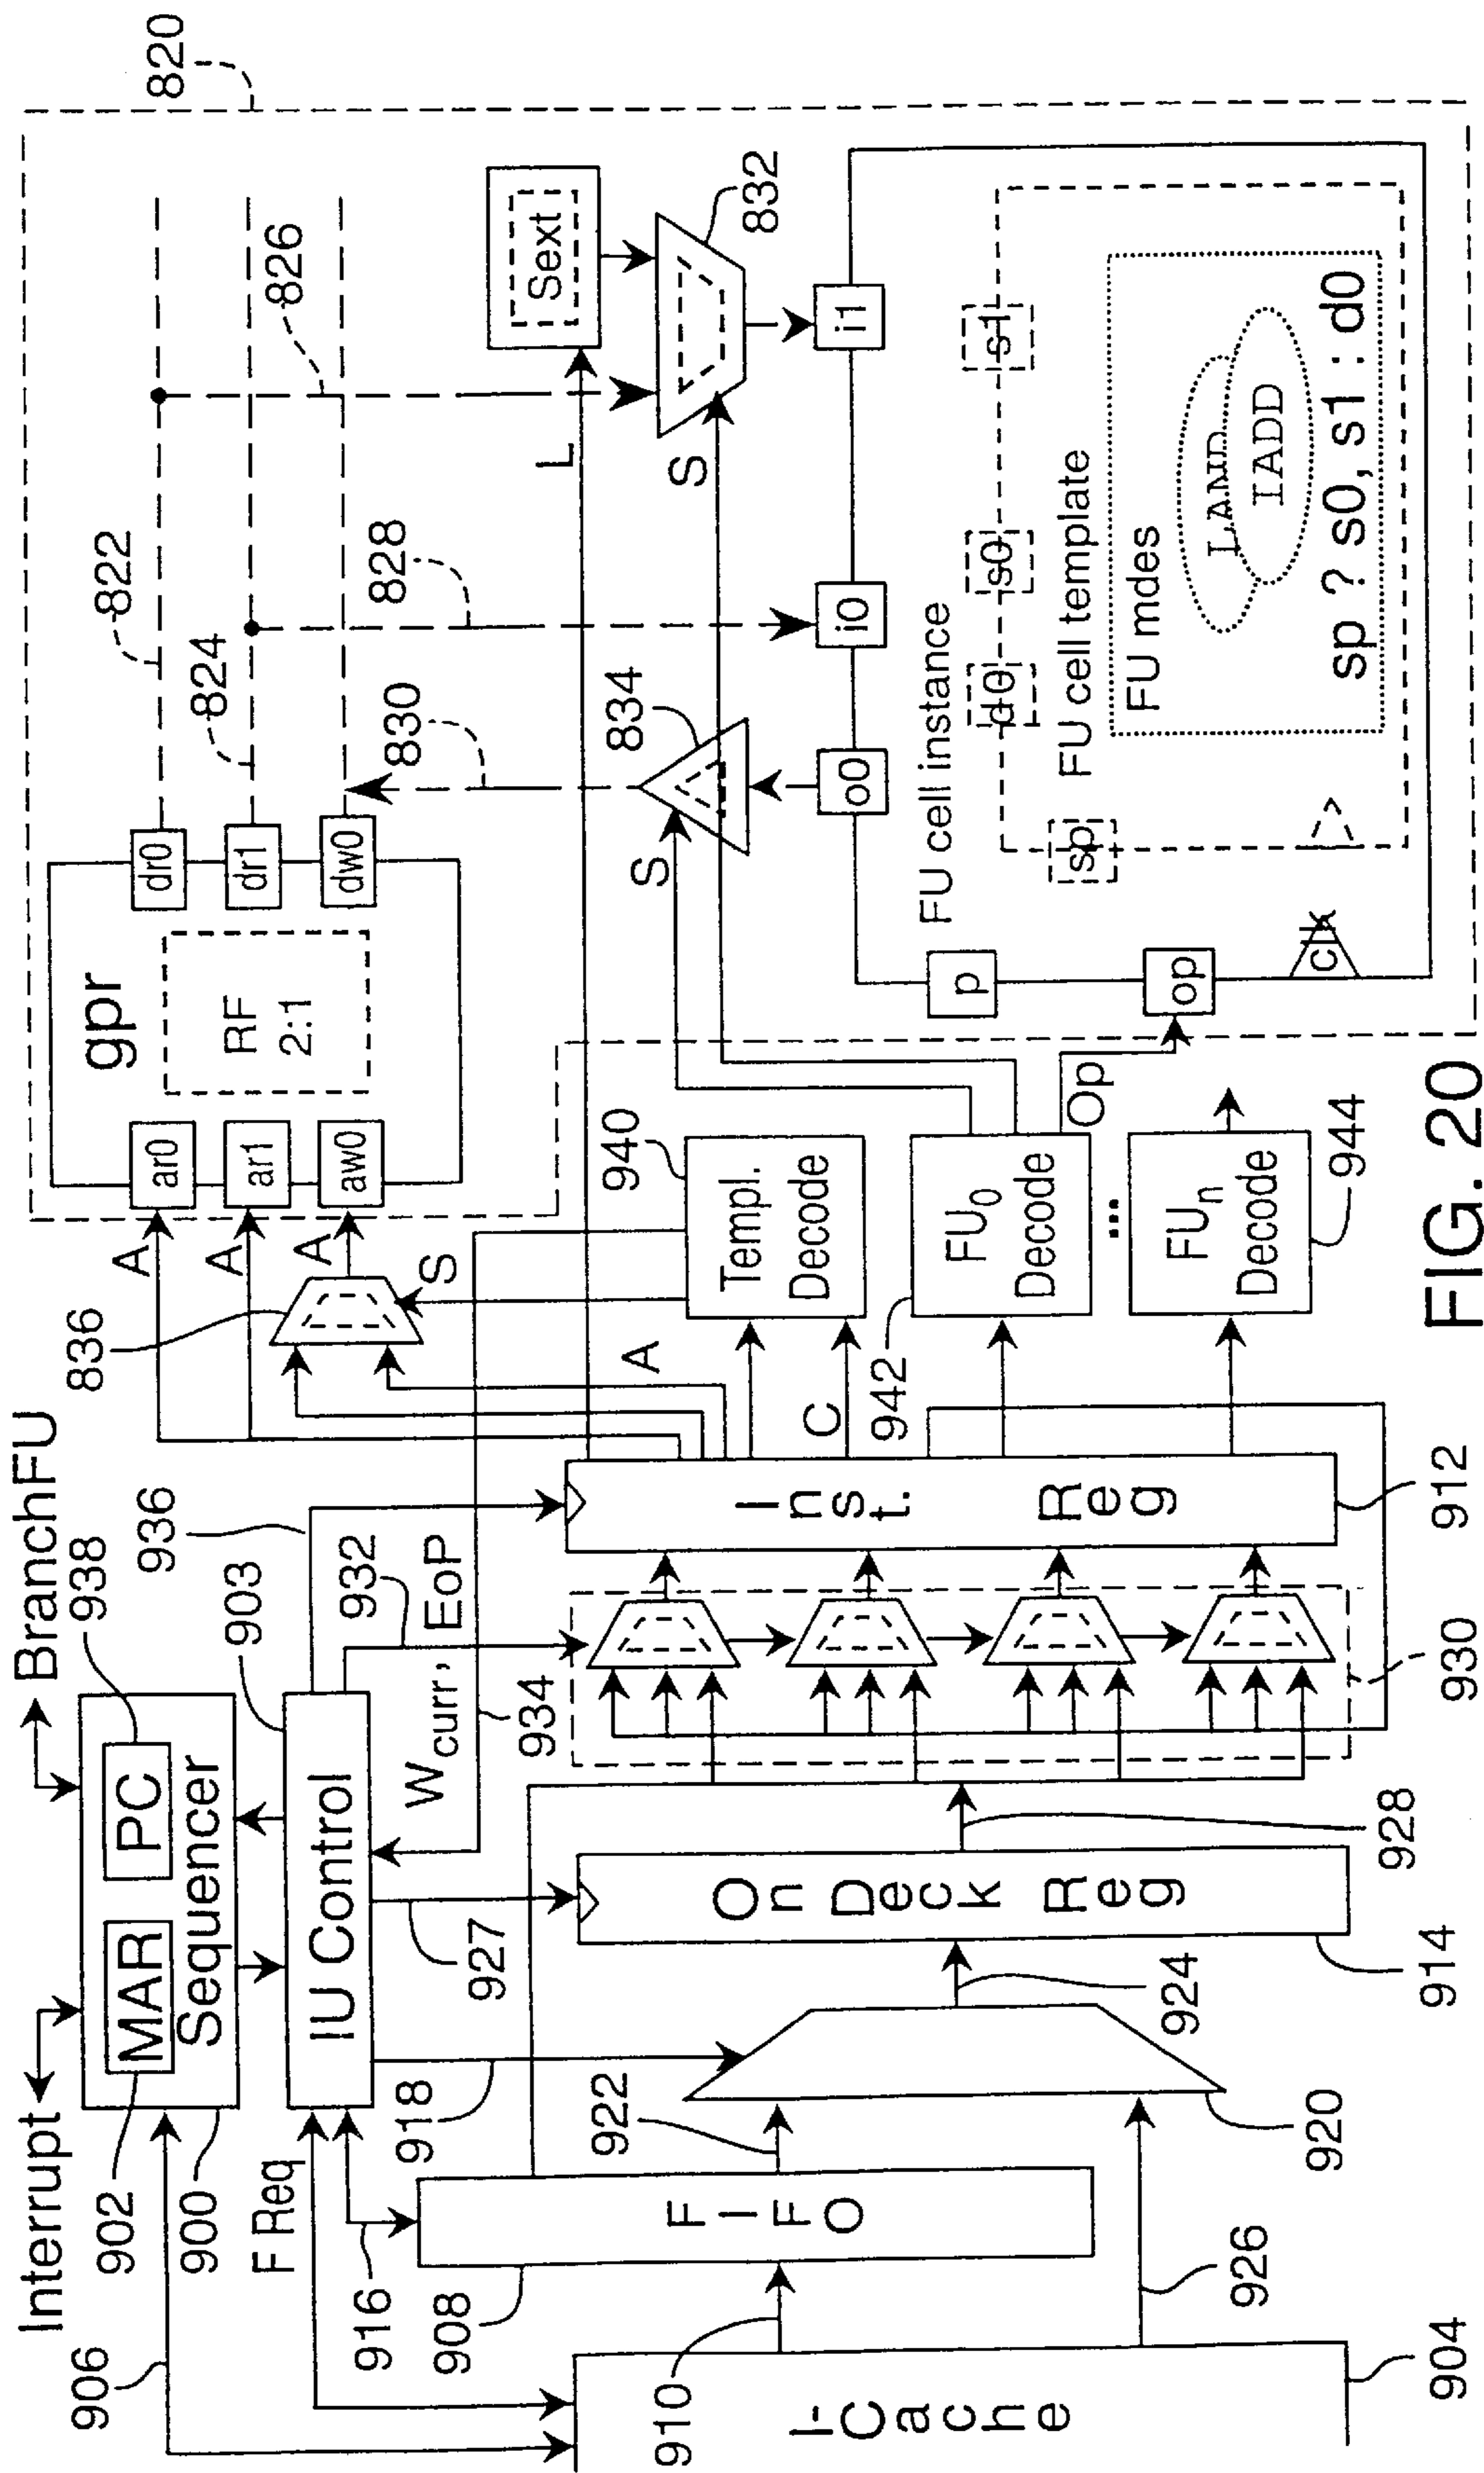 820
822
824
826
828
830
832
834
836
gpr
RF
2:1
ar0
ar1
aw0
dr0
dr1
dw0
A
A
A
S
A
L
S
S
Sext
i1
i0
o0
p
op
clk
FU cell instance
sp
d0
s0
s1
FU cell template
FU mdes
LAND
IADD
sp ? s0, s1 : d0
Op
940
Templ.
Decode
C
942
FU0
Decode
...
FUn
Decode
944
Interrupt
BranchFU
MAR
PC
Sequencer
902
900
938
903
936
IU Control
906
F Req
916
918
927
932
Wcurr, EoP
934
I-
Cache
904
910
FIFO
908
922
926
920
924
On Deck Reg
914
928
930
Inst. Reg
912
FIG. 20